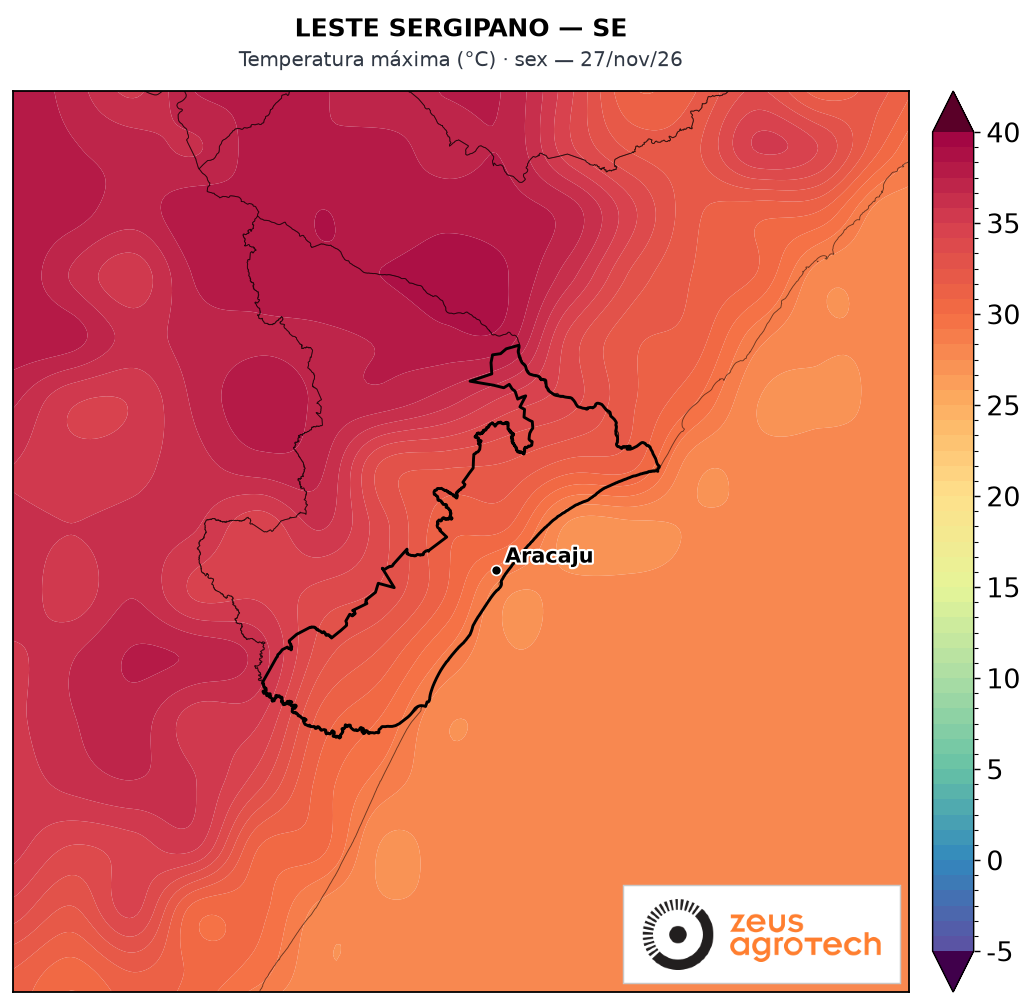 LESTE SERGIPANO — SE
Temperatura máxima (°C) · sex — 27/nov/26
40
35
30
25
20
15
10
5
0
-5
Aracaju
zeus
agrotech